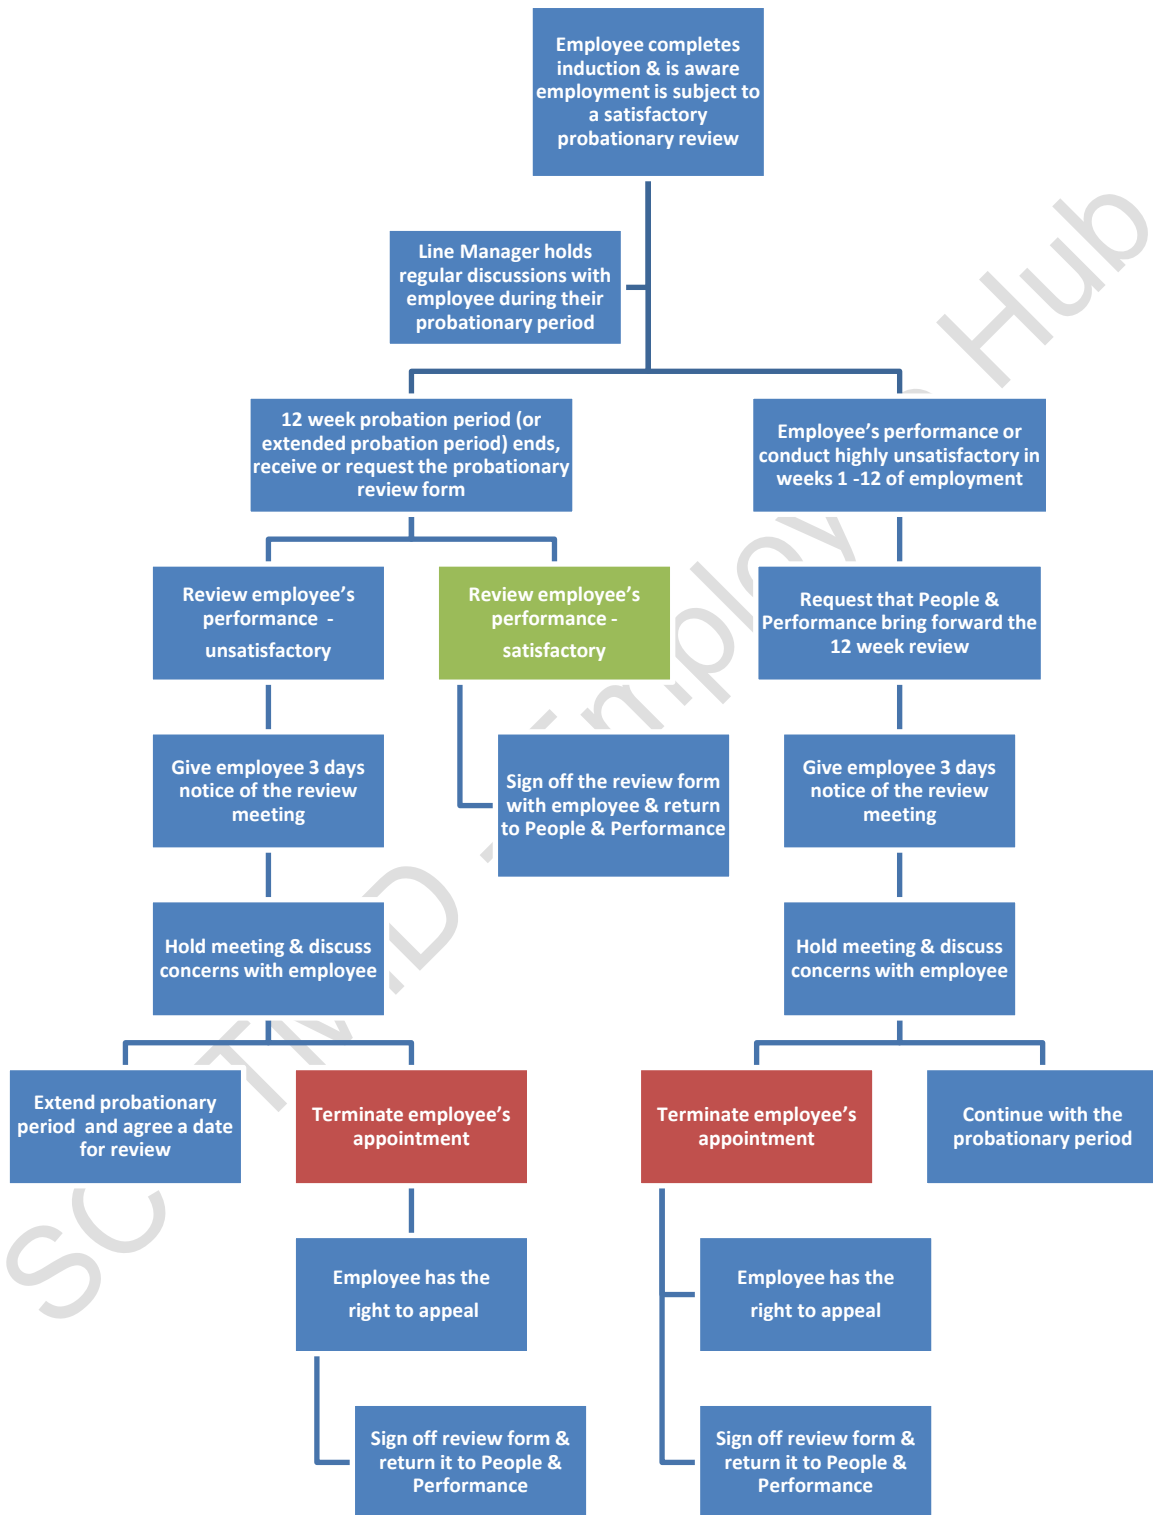 Employee completes
induction & is aware
employment is subject to
a satisfactory
probationary review
Line Manager holds
regular discussions with
employee during their
probationary period
12 week probation period (or
extended probation period) ends,
receive or request the probationary
review form
Employee’s performance or
conduct highly unsatisfactory in
weeks 1 -12 of employment
Review employee’s
performance -
unsatisfactory
Review employee’s
performance -
satisfactory
Request that People &
Performance bring forward the
12 week review
Give employee 3 days
notice of the review
meeting
Sign off the review form
with employee & return
to People & Performance
Give employee 3 days
notice of the review
meeting
Hold meeting & discuss
concerns with employee
Hold meeting & discuss
concerns with employee
Extend probationary
period and agree a date
for review
Terminate employee’s
appointment
Terminate employee’s
appointment
Continue with the
probationary period
Employee has the
right to appeal
Employee has the
right to appeal
Sign off review form &
return it to People &
Performance
Sign off review form &
return it to People &
Performance
Hub